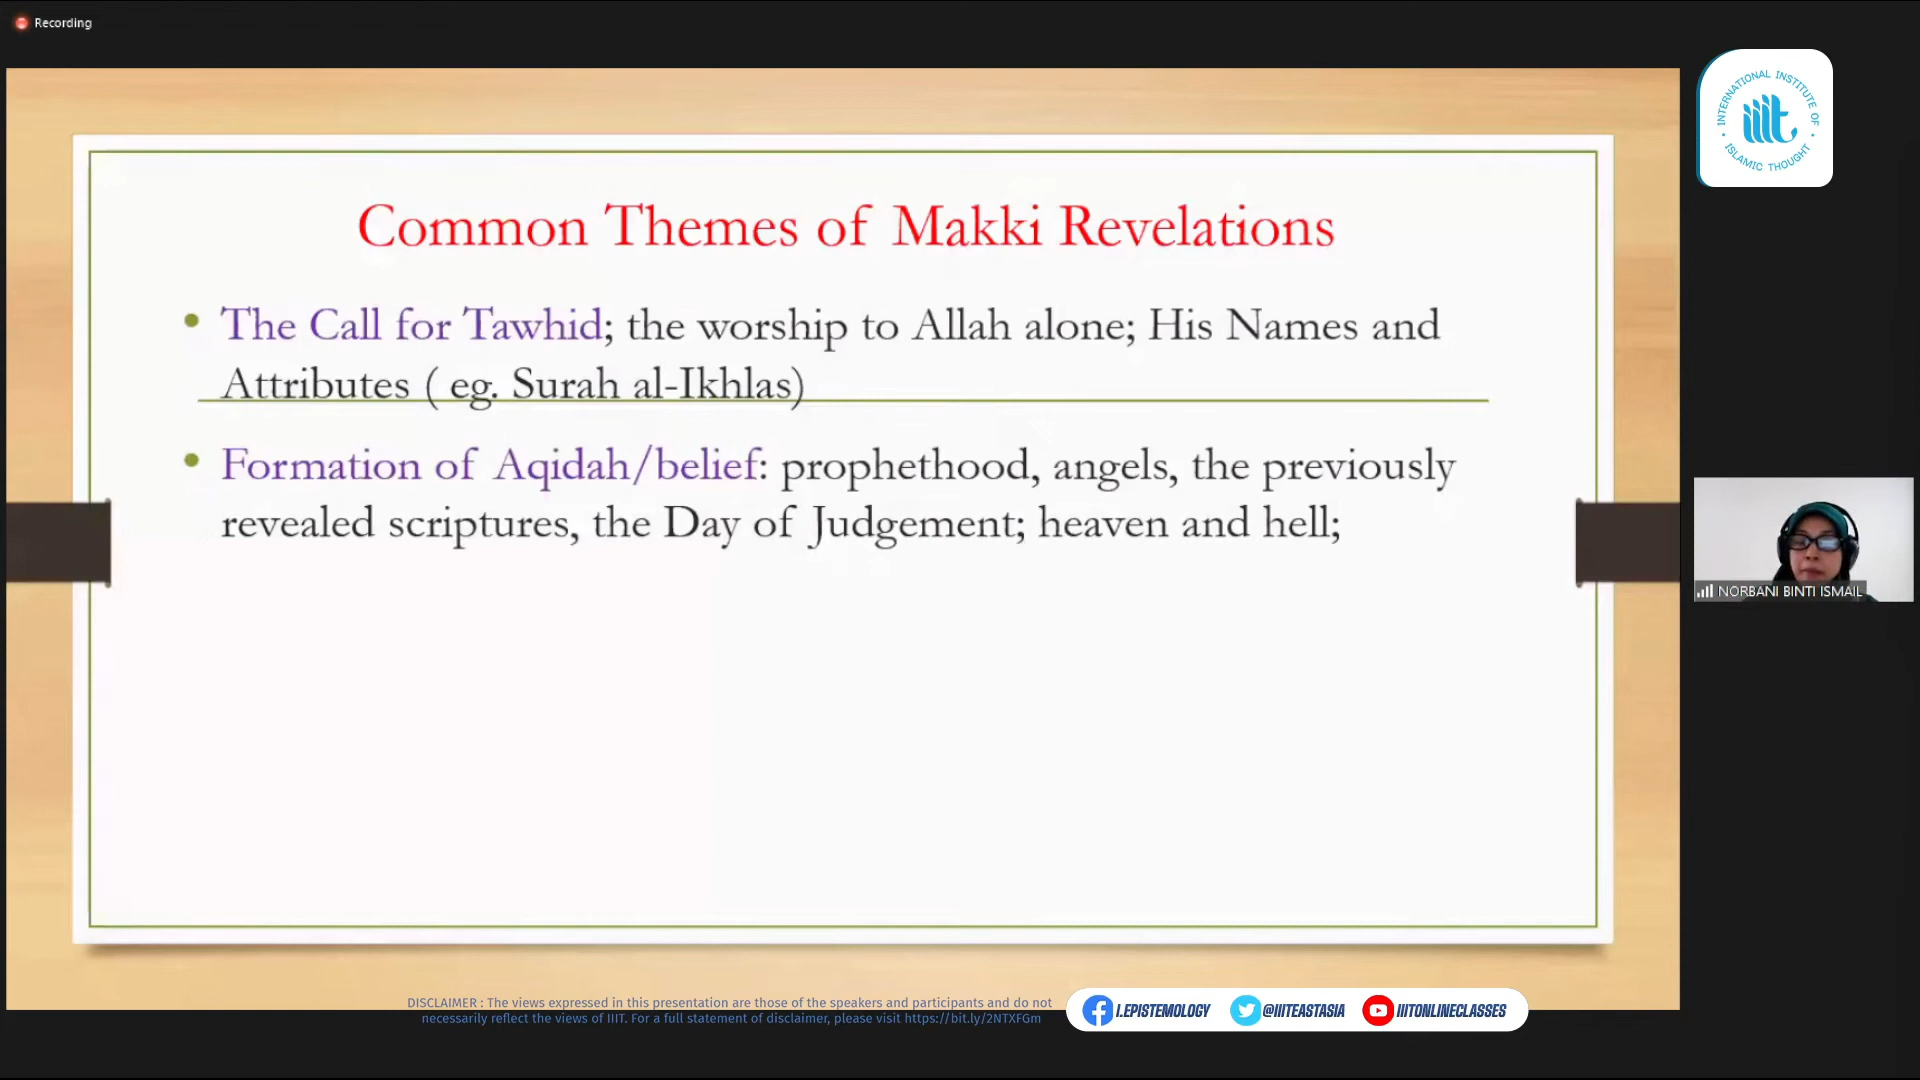 Recording
INTERNATIONAL INSTITUTE OF
iiit
ISLAMIC THOUGHT
Common Themes of Makki Revelations
• The Call for Tawhid; the worship to Allah alone; His Names and
Attributes ( eg. Surah al-Ikhlas)
• Formation of Aqidah/belief: prophethood, angels, the previously
revealed scriptures, the Day of Judgement; heaven and hell;
NORBANI BINTI ISMAIL
DISCLAIMER : The views expressed in this presentation are those of the speakers and participants and do not
necessarily reflect the views of IIIT. For a full statement of disclaimer, please visit https://bit.ly/2NTXFGm
I.EPISTEMOLOGY @IIITEASTASIA IIITONLINECLASSES